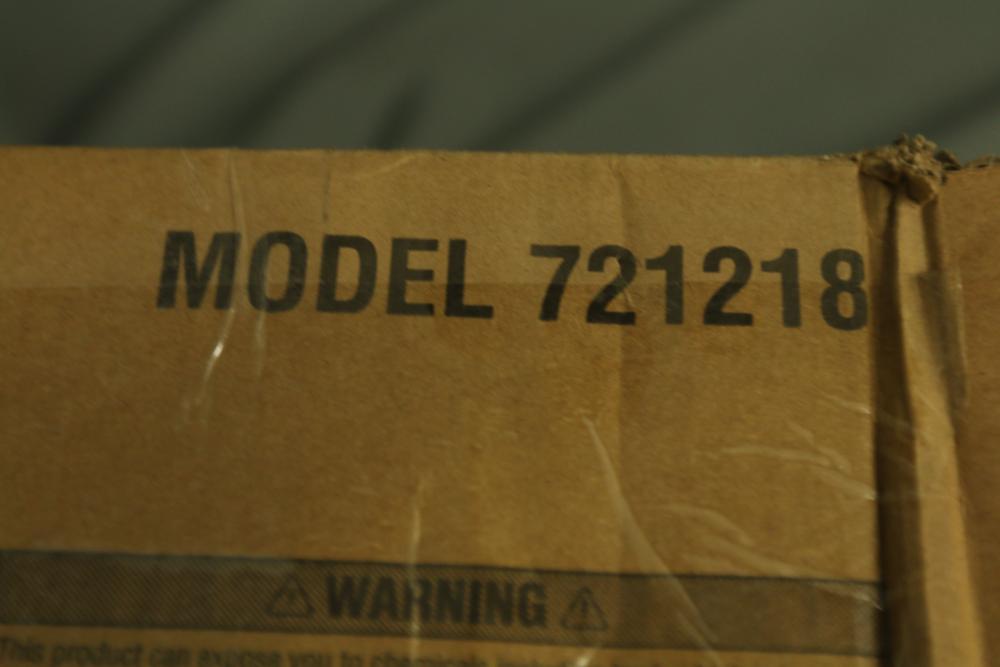 MODEL 721218
WARNING
This product can expose you to chemicals